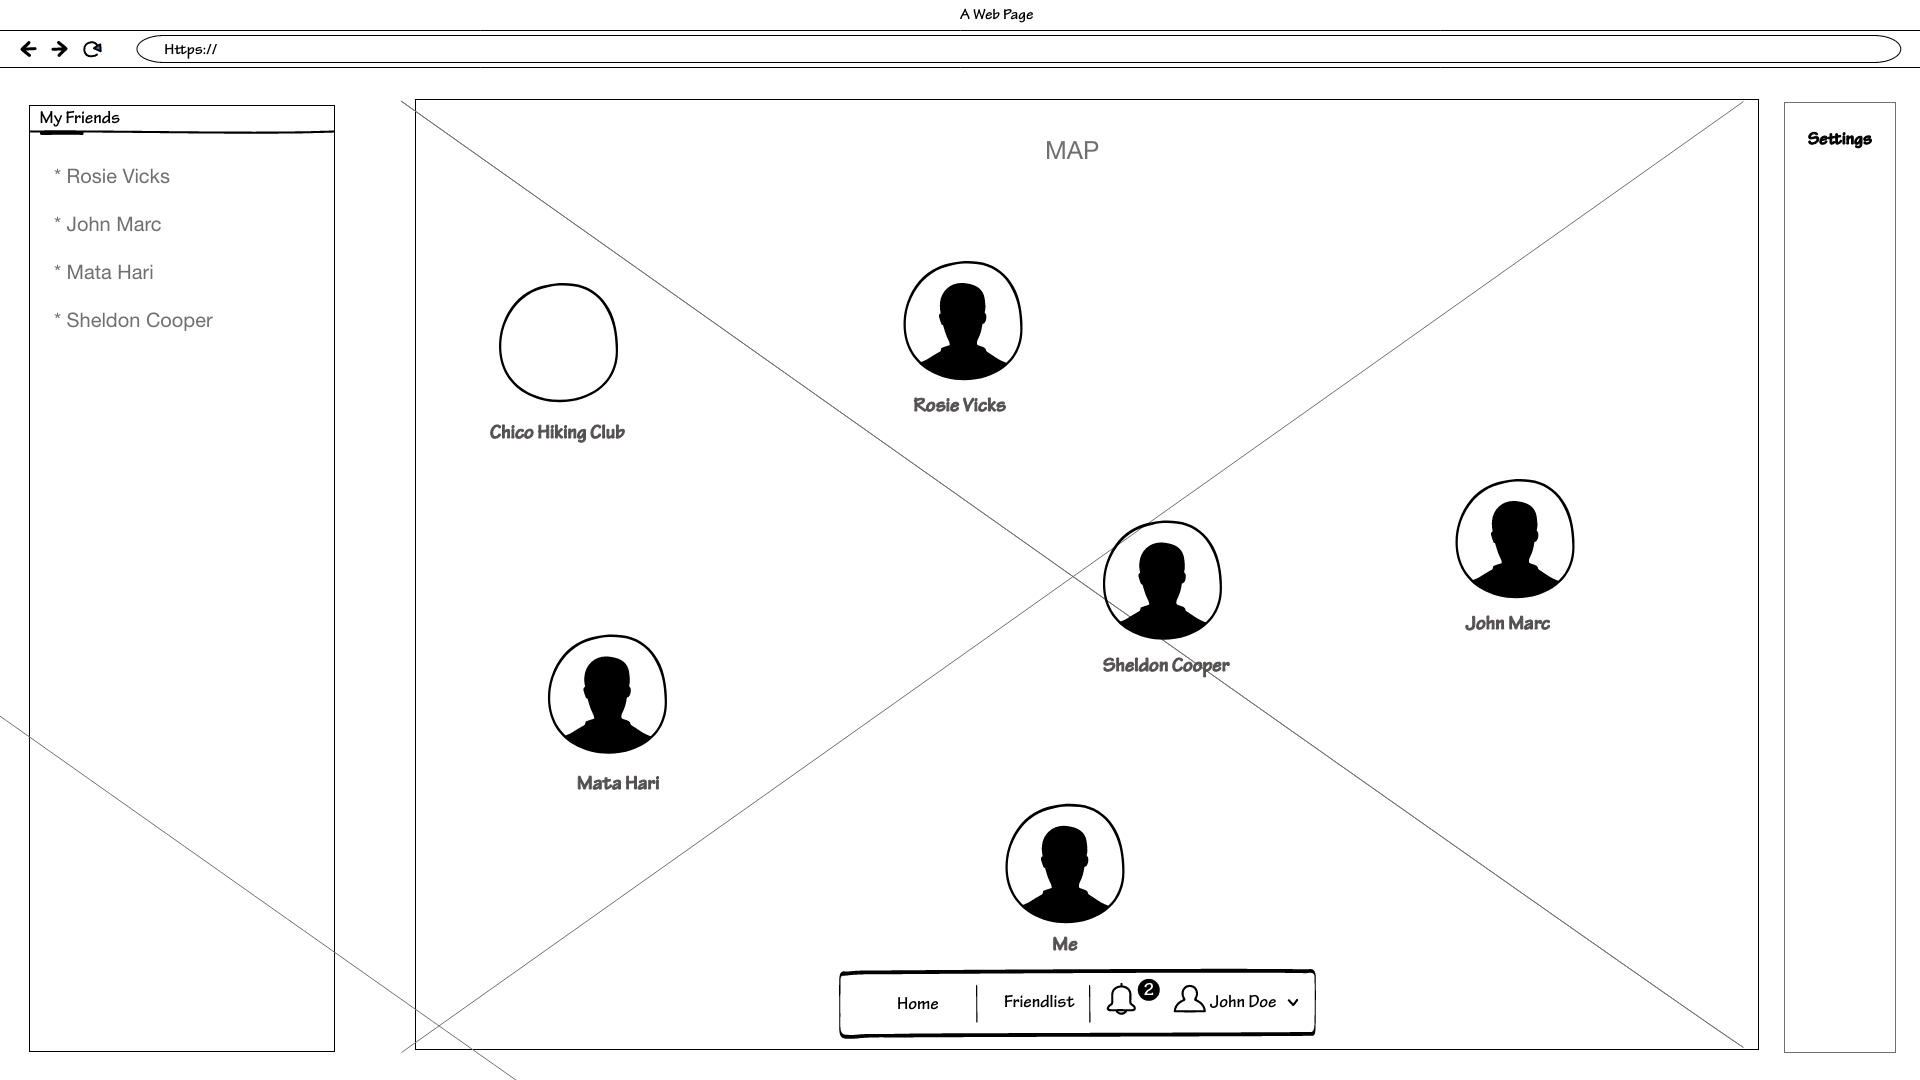 A Web Page
Https://
My Friends
* Rosie Vicks
* John Marc
* Mata Hari
* Sheldon Cooper
MAP
Settings
Rosie Vicks
Chico Hiking Club
John Marc
Sheldon Cooper
Mata Hari
Me
Home
Friendlist
2
John Doe